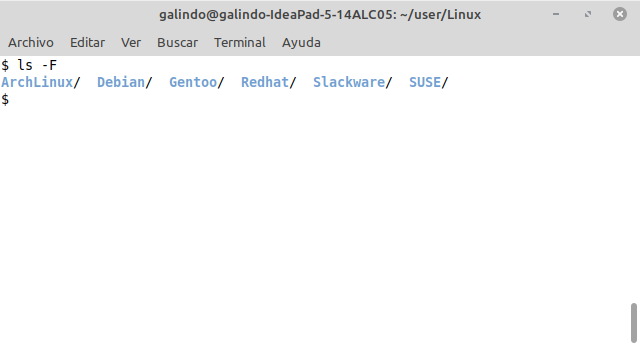 galindo@galindo-IdeaPad-5-14ALC05: ~/user/Linux
Archivo Editar Ver Buscar Terminal Ayuda
$ ls -F
ArchLinux/  Debian/  Gentoo/  Redhat/  Slackware/  SUSE/
$